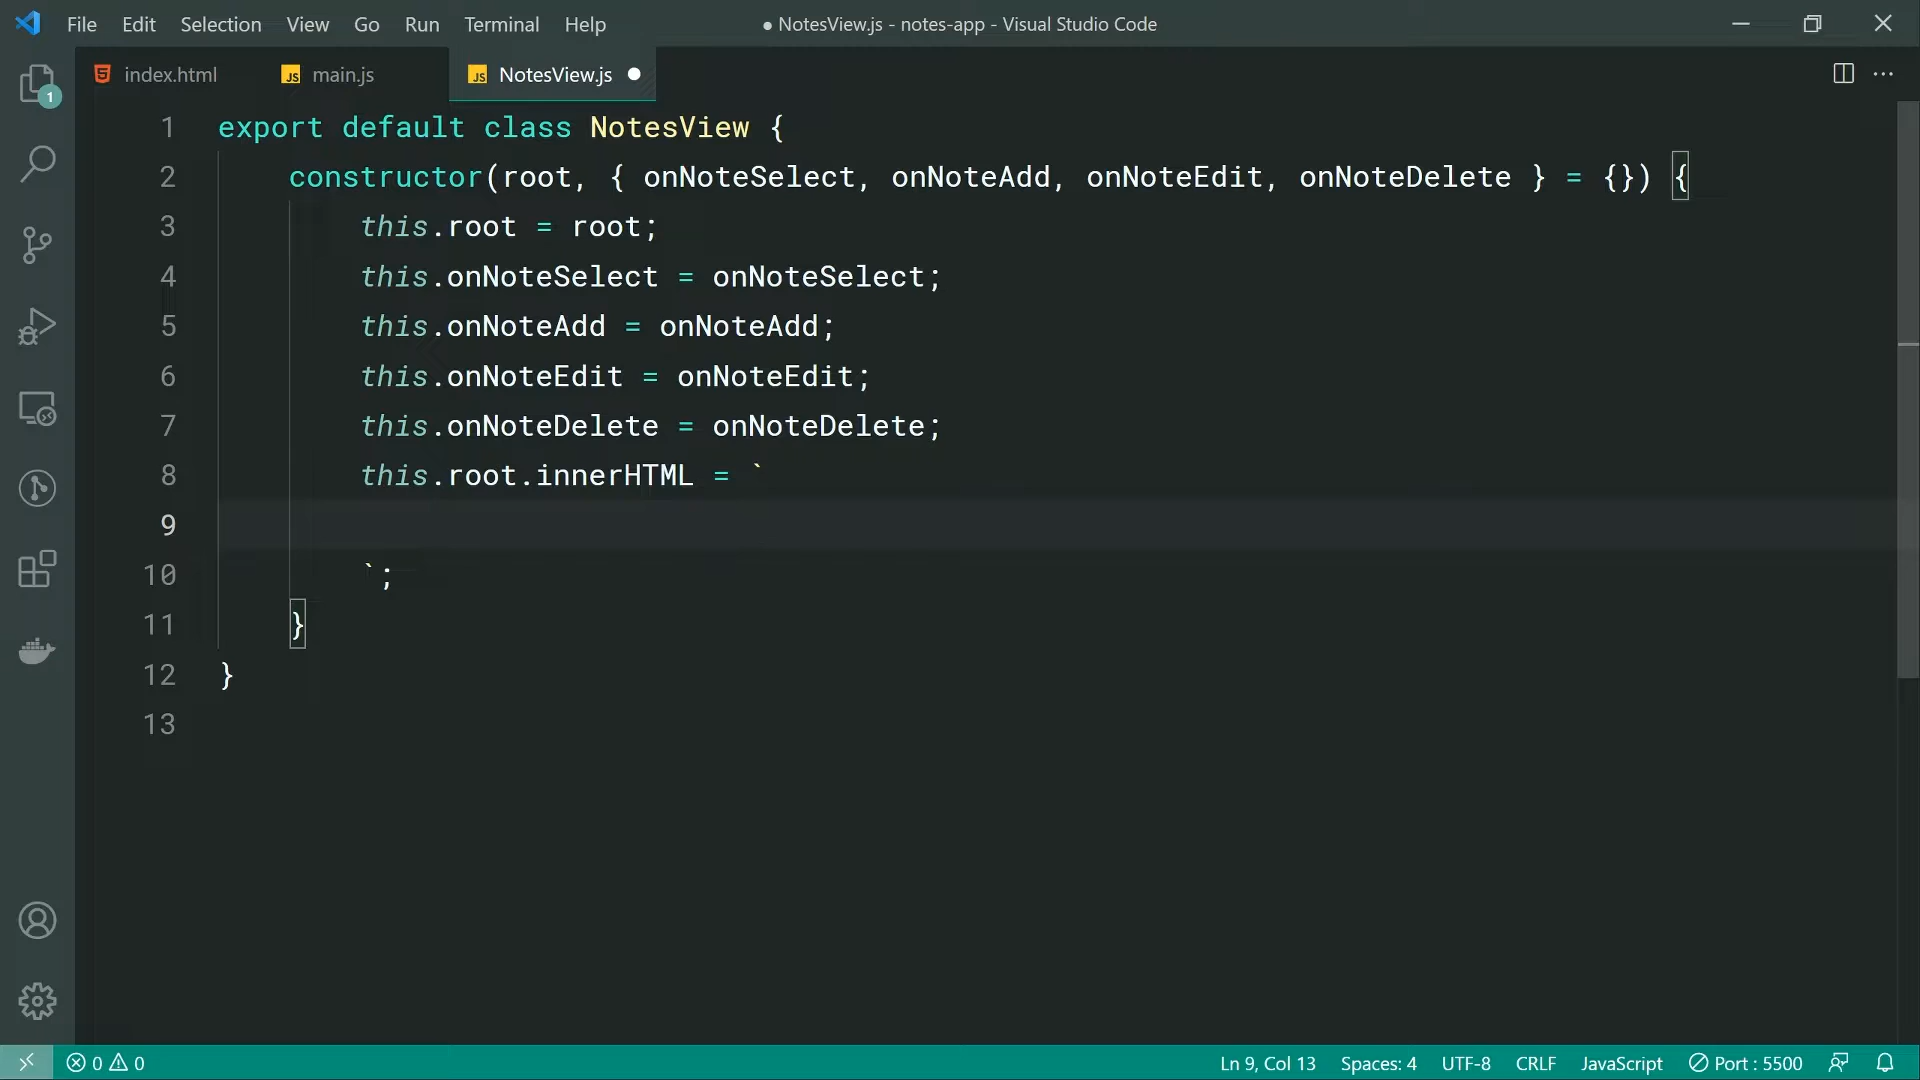 File Edit Selection View Go Run Terminal Help ● NotesView.js - notes-app - Visual Studio Code
index.html JS main.js JS NotesView.js ●
1
1 export default class NotesView {
2 constructor(root, { onNoteSelect, onNoteAdd, onNoteEdit, onNoteDelete } = {}) {
3 this.root = root;
4 this.onNoteSelect = onNoteSelect;
5 this.onNoteAdd = onNoteAdd;
6 this.onNoteEdit = onNoteEdit;
7 this.onNoteDelete = onNoteDelete;
8 this.root.innerHTML = `
9
10 `;
11 }
12 }
13
0 0 Ln 9, Col 13 Spaces: 4 UTF-8 CRLF JavaScript Port : 5500